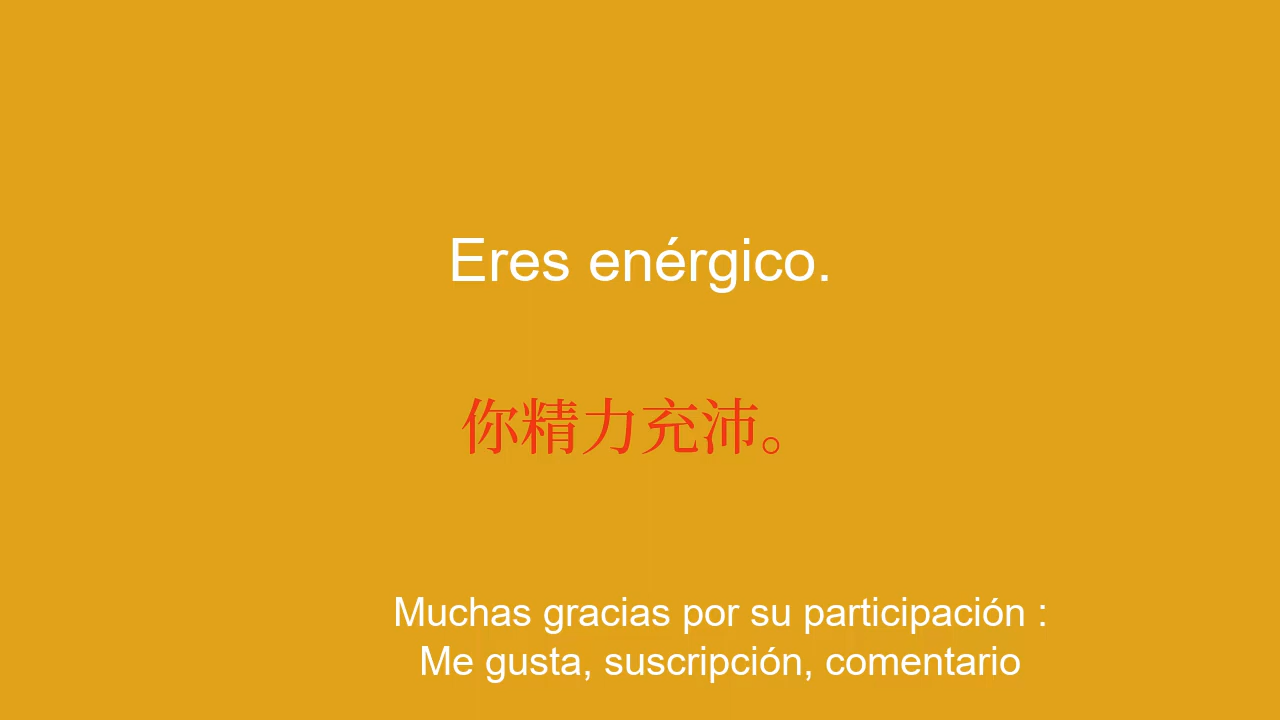 Eres enérgico.
你精力充沛。
Muchas gracias por su participación :
Me gusta, suscripción, comentario